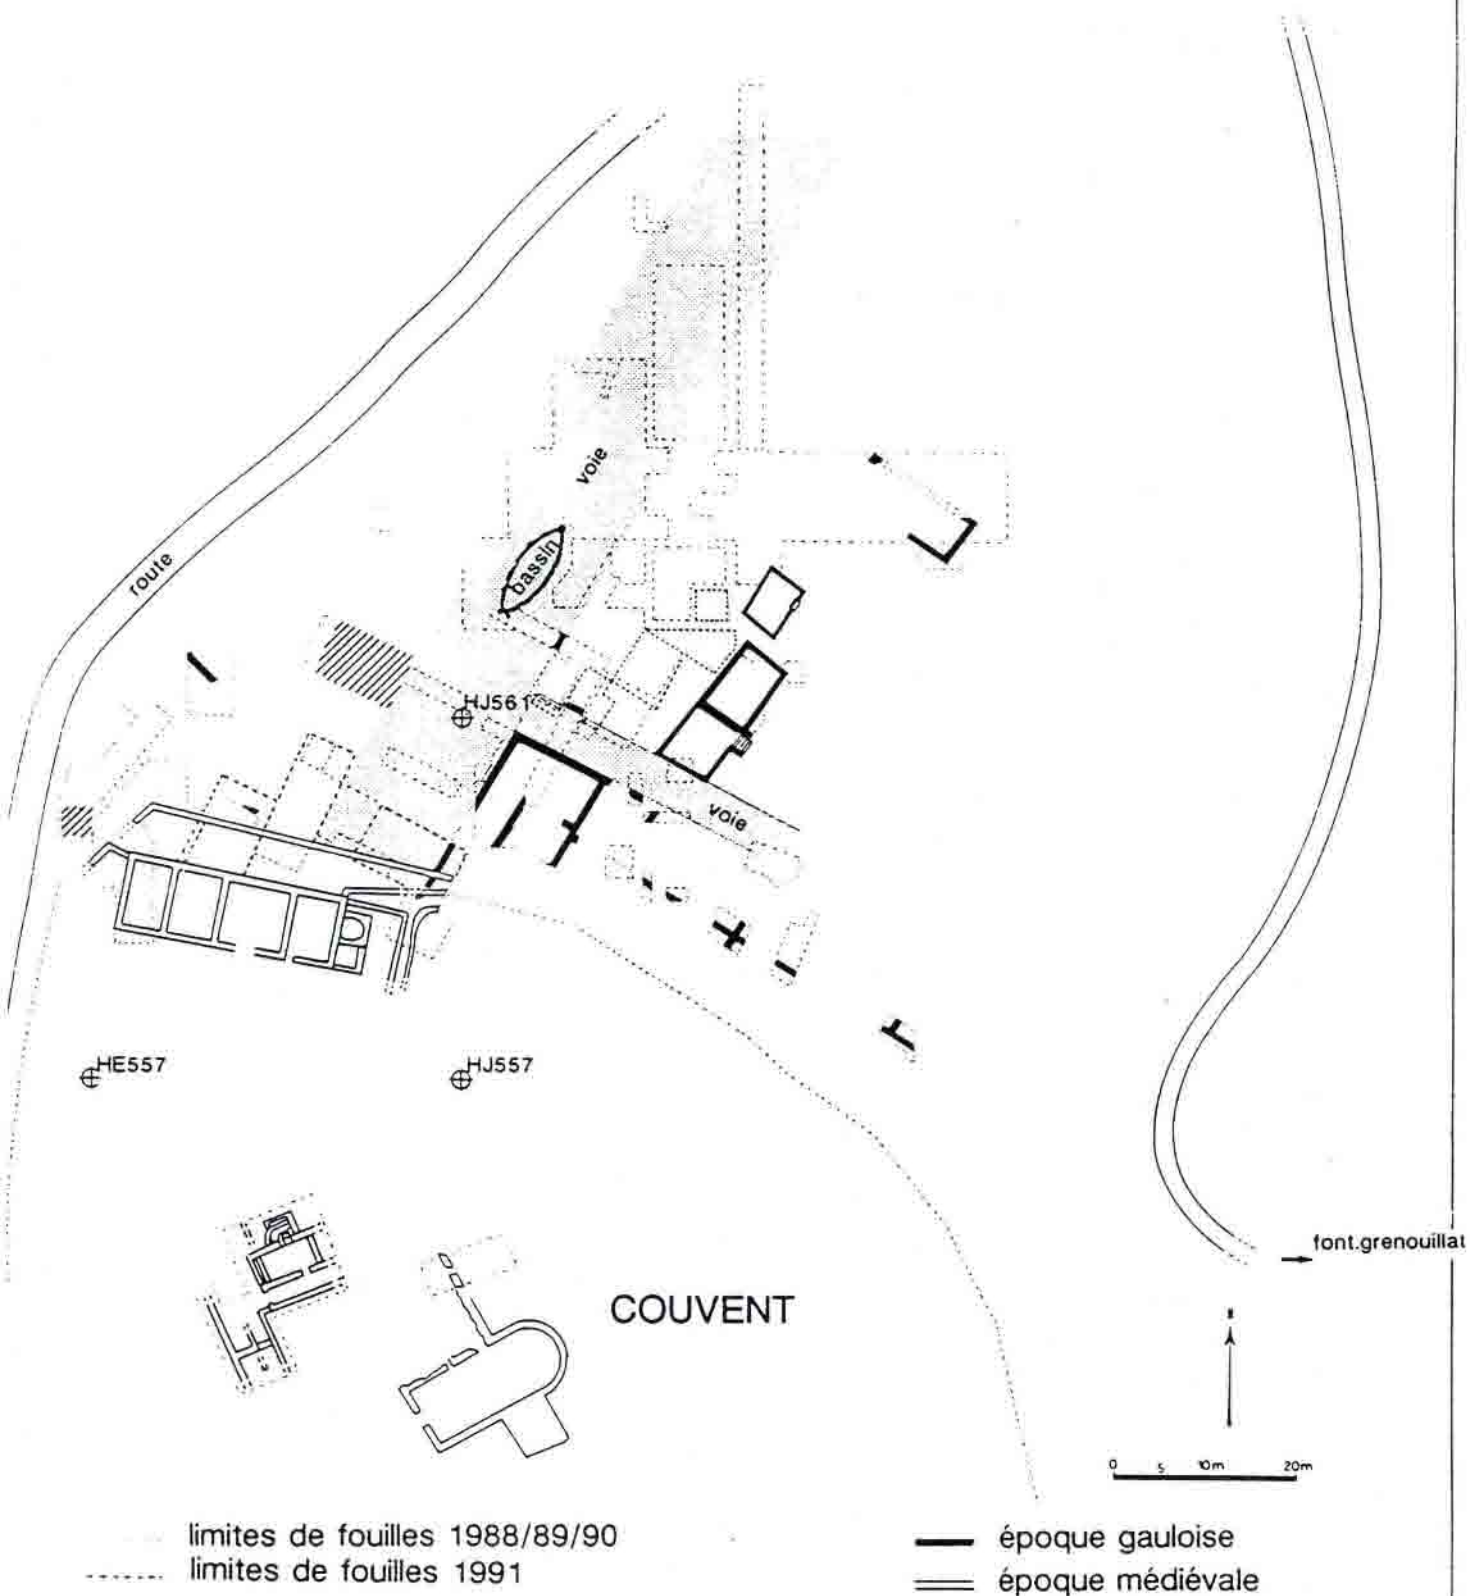 voie
bassin
route
HJ561
voie
HE557
HJ557
font.grenouillat
COUVENT
0 5 10m 20m
limites de fouilles 1988/89/90
limites de fouilles 1991
époque gauloise
époque médiévale